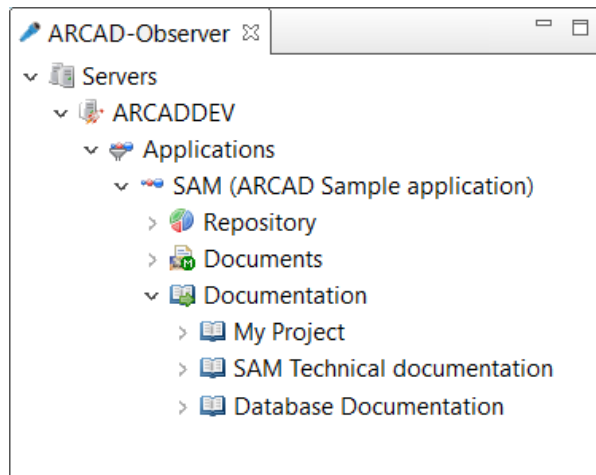 ARCAD-Observer
Servers
ARCADDEV
Applications
SAM (ARCAD Sample application)
Repository
Documents
Documentation
My Project
SAM Technical documentation
Database Documentation